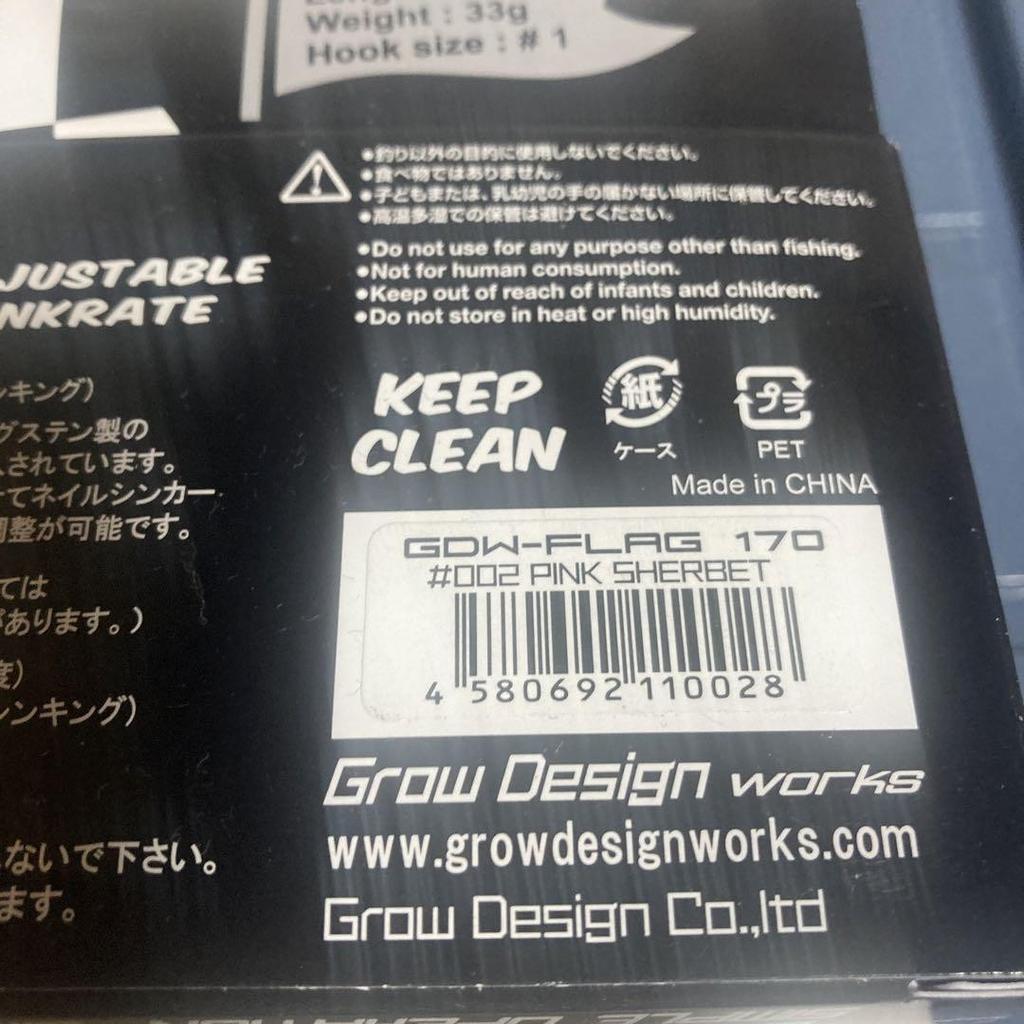 Weight : 33g
Hook size : # 1
•釣り以外の目的に使用しないでください。
•食べ物ではありません。
•子どもまたは、乳幼児の手の届かない場所に保管してください。
•高温多湿での保管は避けてください。
•Do not use for any purpose other than fishing.
•Not for human consumption.
•Keep out of reach of infants and children.
•Do not store in heat or high humidity.
JUSTABLE
NKRATE
ンキング)
グステン製の
されています。
てネイルシンカー
調整が可能です。
ては
があります。)
度)
シンキング)
ないで下さい。
ます。
KEEP
CLEAN
紙
ケース
プラ
PET
Made in CHINA
GDW-FLAG 170
#002 PINK SHERBET
4 580692 110028
Grow Design works
www.growdesignworks.com
Grow Design Co.,ltd